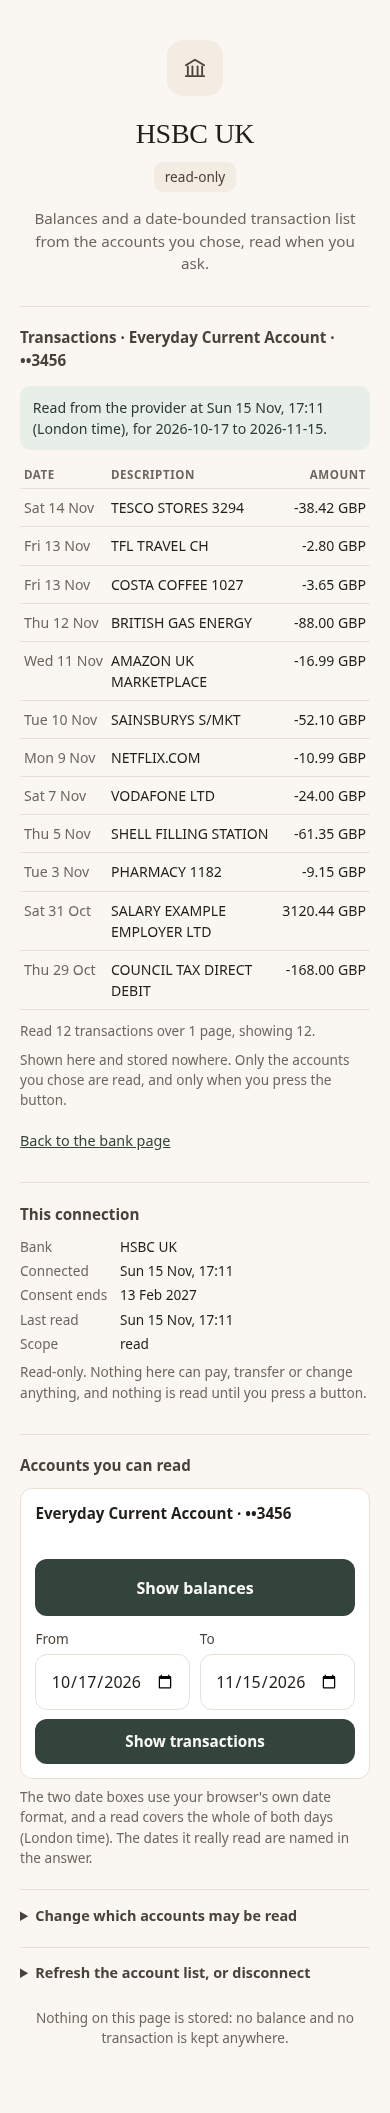 HSBC UK
read-only
Balances and a date-bounded transaction list
from the accounts you chose, read when you
ask.
Transactions · Everyday Current Account ·
••3456
Read from the provider at Sun 15 Nov, 17:11
(London time), for 2026-10-17 to 2026-11-15.
DATE DESCRIPTION AMOUNT
Sat 14 Nov TESCO STORES 3294 -38.42 GBP
Fri 13 Nov TFL TRAVEL CH -2.80 GBP
Fri 13 Nov COSTA COFFEE 1027 -3.65 GBP
Thu 12 Nov BRITISH GAS ENERGY -88.00 GBP
Wed 11 Nov AMAZON UK -16.99 GBP
MARKETPLACE
Tue 10 Nov SAINSBURYS S/MKT -52.10 GBP
Mon 9 Nov NETFLIX.COM -10.99 GBP
Sat 7 Nov VODAFONE LTD -24.00 GBP
Thu 5 Nov SHELL FILLING STATION -61.35 GBP
Tue 3 Nov PHARMACY 1182 -9.15 GBP
Sat 31 Oct SALARY EXAMPLE 3120.44 GBP
EMPLOYER LTD
Thu 29 Oct COUNCIL TAX DIRECT -168.00 GBP
DEBIT
Read 12 transactions over 1 page, showing 12.
Shown here and stored nowhere. Only the accounts
you chose are read, and only when you press the
button.
Back to the bank page
This connection
Bank HSBC UK
Connected Sun 15 Nov, 17:11
Consent ends 13 Feb 2027
Last read Sun 15 Nov, 17:11
Scope read
Read-only. Nothing here can pay, transfer or change
anything, and nothing is read until you press a button.
Accounts you can read
Everyday Current Account · ••3456
Show balances
From To
10/17/2026 11/15/2026
Show transactions
The two date boxes use your browser's own date
format, and a read covers the whole of both days
(London time). The dates it really read are named in
the answer.
Change which accounts may be read
Refresh the account list, or disconnect
Nothing on this page is stored: no balance and no
transaction is kept anywhere.